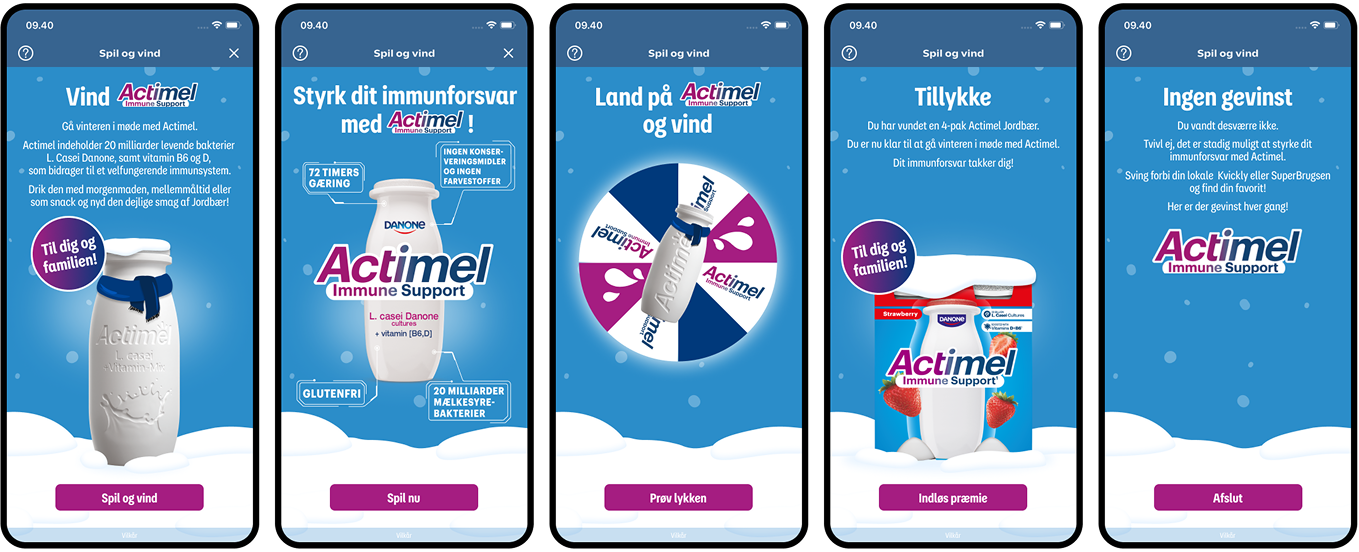 09.40
Spil og vind
Vind Actimel
Immune Support
Gå vinteren i møde med Actimel.
Actimel indeholder 20 milliarder levende bakterier
L. Casei Danone, samt vitamin B6 og D,
som bidrager til et velfungerende immunsystem.
Drik den med morgenmaden, mellemmåltid eller
som snack og nyd den dejlige smag af Jordbær!
Til dig og
familien!
Actimel
L. casei
Spil og vind
09.40
Spil og vind
Styrk dit immunforsvar
med Actimel !
Immune Support
72 TIMERS
GÆRING
INGEN KONSER-
VERINGSMIDLER
OG INGEN
FARVESTOFFER
DANONE
Actimel
Immune Support
L. casei Danone
cultures
+ vitamin [B6,D]
GLUTENFRI
20 MILLIARDER
MÆLKESYRE-
BAKTERIER
Spil nu
09.40
Spil og vind
Land på Actimel
Immune Support
og vind
Actimel
Immune Support
Actimel
Immune Support
Actimel
Immune Support
Actimel
Immune Support
Actimel
Prøv lykken
09.40
Spil og vind
Tillykke
Du har vundet en 4-pak Actimel Jordbær.
Du er nu klar til at gå vinteren i møde med Actimel.
Dit immunforsvar takker dig!
Til dig og
familien!
Strawberry
DANONE
L. Casei Cultures
Actimel
Immune Support
Indløs præmie
09.40
Spil og vind
Ingen gevinst
Du vandt desværre ikke.
Tvivl ej, det er stadig muligt at styrke dit
immunforsvar med Actimel.
Sving forbi din lokale Kvickly eller SuperBrugsen
og find din favorit!
Her er der gevinst hver gang!
Actimel
Immune Support
Afslut